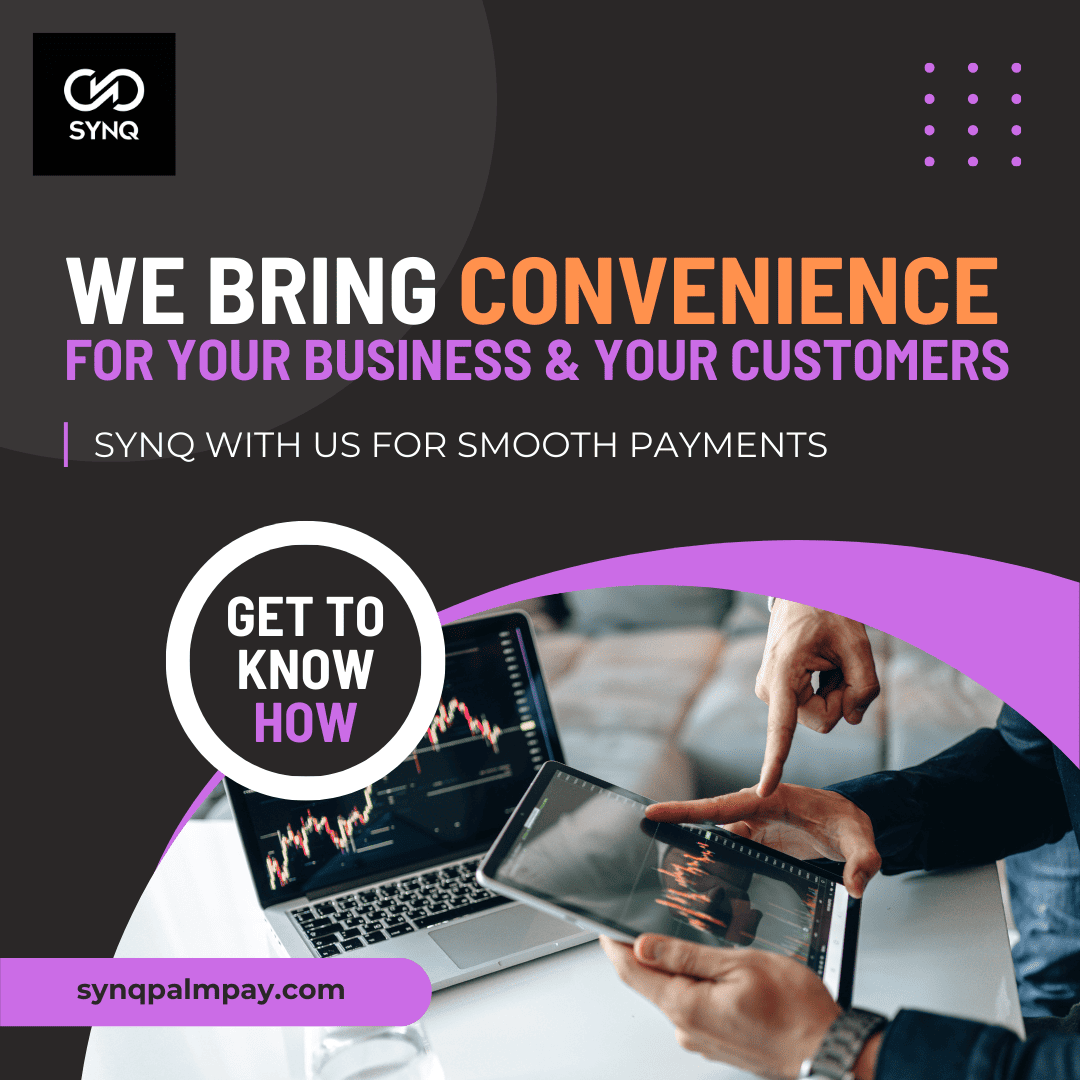 SYNQ
WE BRING CONVENIENCE
FOR YOUR BUSINESS & YOUR CUSTOMERS
SYNQ WITH US FOR SMOOTH PAYMENTS
GET TO
KNOW
HOW
synqpalmpay.com